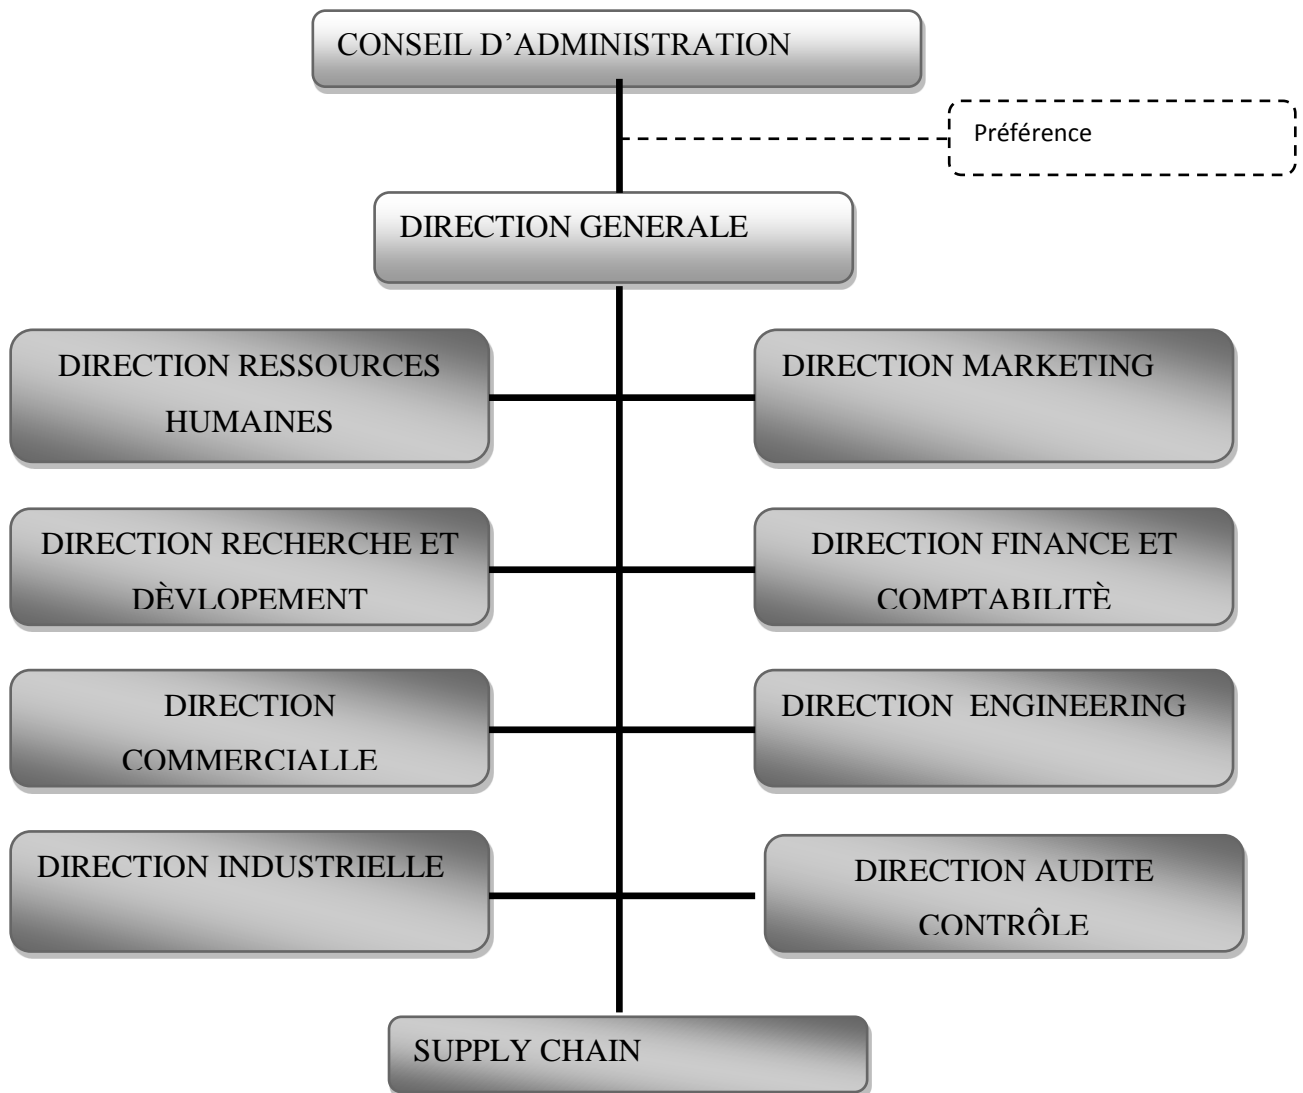 CONSEIL D’ADMINISTRATION
Préférence
DIRECTION GENERALE
DIRECTION RESSOURCES
HUMAINES
DIRECTION MARKETING
DIRECTION RECHERCHE ET
DÈVLOPEMENT
DIRECTION FINANCE ET
COMPTABILITÈ
DIRECTION
COMMERCIALLE
DIRECTION ENGINEERING
DIRECTION INDUSTRIELLE
DIRECTION AUDITE
CONTRÔLE
SUPPLY CHAIN